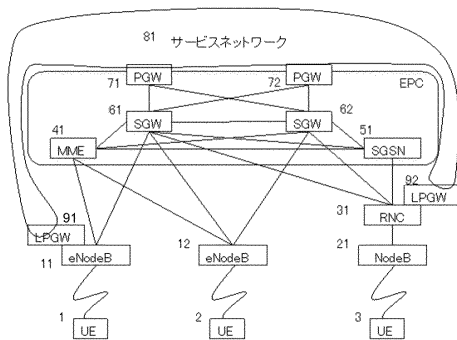 81
サービスネットワーク
PGW
PGW
71
72
EPC
61
62
SGW
SGW
41
51
MME
SGSN
92
LPGW
91
31
RNC
LPGW
11
eNodeB
12
eNodeB
21
NodeB
1
2
3
UE
UE
UE